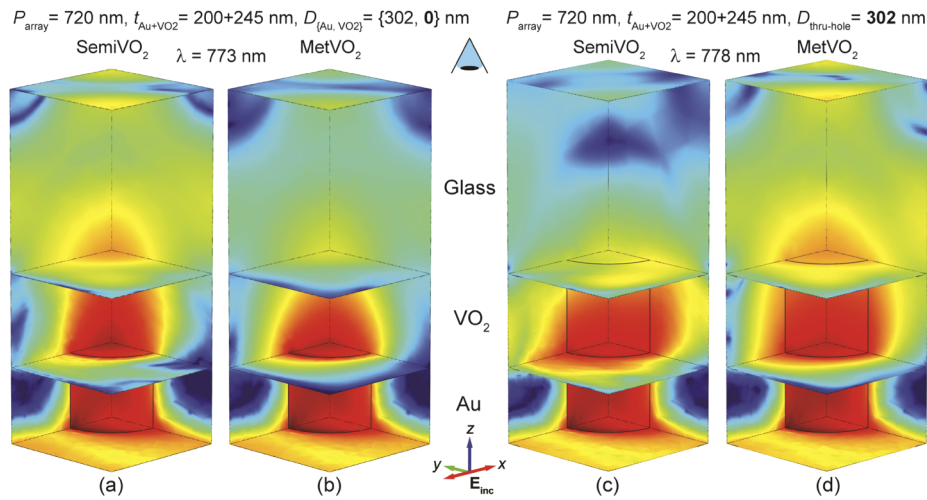 P_array = 720 nm, t_Au+VO2 = 200+245 nm, D_{Au, VO2} = {302, 0} nm
SemiVO₂ MetVO₂
λ = 773 nm
P_array = 720 nm, t_Au+VO2 = 200+245 nm, D_thru-hole = 302 nm
SemiVO₂ MetVO₂
λ = 778 nm
Glass
VO₂
Au
z
y x
E_inc
(a) (b) (c) (d)